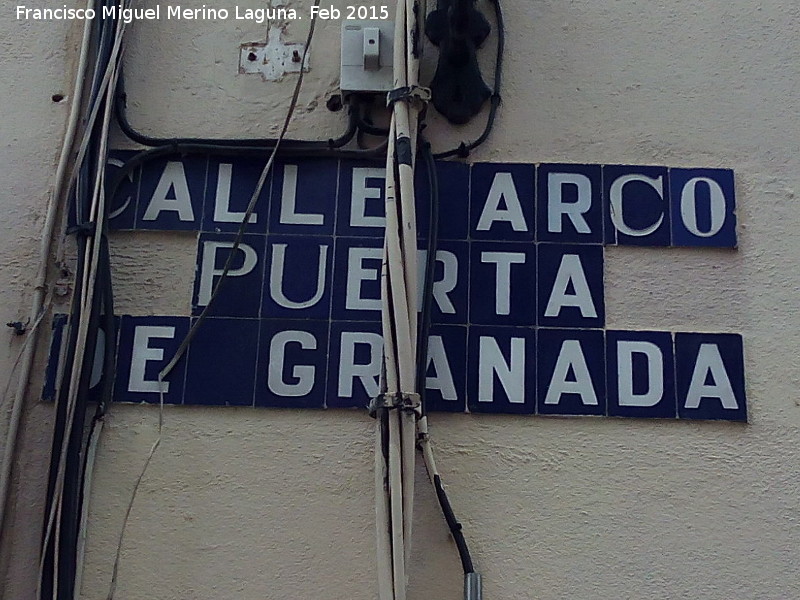 Francisco Miguel Merino Laguna. Feb 2015
CALLE ARCO
PUERTA
DE GRANADA